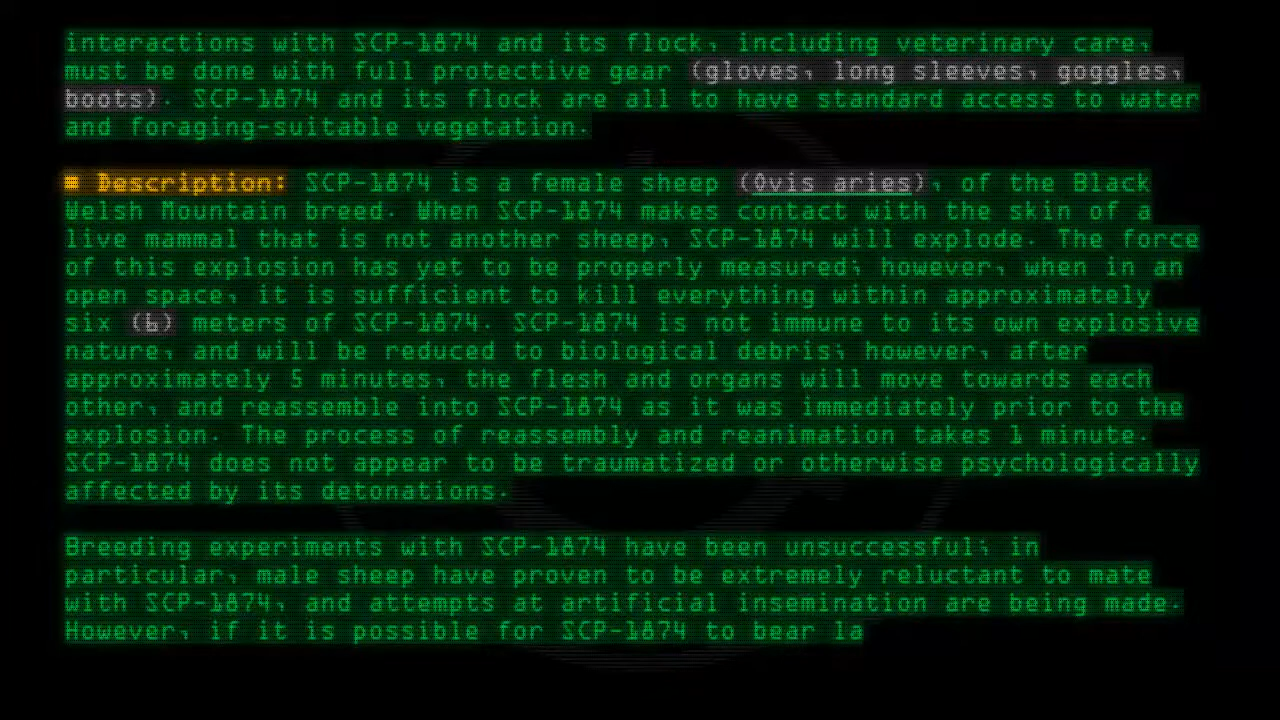 interactions with SCP-1874 and its flock, including veterinary care,
must be done with full protective gear (gloves, long sleeves, goggles,
boots). SCP-1874 and its flock are all to have standard access to water
and foraging-suitable vegetation.
■ Description: SCP-1874 is a female sheep (Ovis aries), of the Black
Welsh Mountain breed. When SCP-1874 makes contact with the skin of a
live mammal that is not another sheep, SCP-1874 will explode. The force
of this explosion has yet to be properly measured; however, when in an
open space, it is sufficient to kill everything within approximately
six (6) meters of SCP-1874. SCP-1874 is not immune to its own explosive
nature, and will be reduced to biological debris; however, after
approximately 5 minutes, the flesh and organs will move towards each
other, and reassemble into SCP-1874 as it was immediately prior to the
explosion. The process of reassembly and reanimation takes 1 minute.
SCP-1874 does not appear to be traumatized or otherwise psychologically
affected by its detonations.
Breeding experiments with SCP-1874 have been unsuccessful; in
particular, male sheep have proven to be extremely reluctant to mate
with SCP-1874, and attempts at artificial insemination are being made.
However, if it is possible for SCP-1874 to bear la